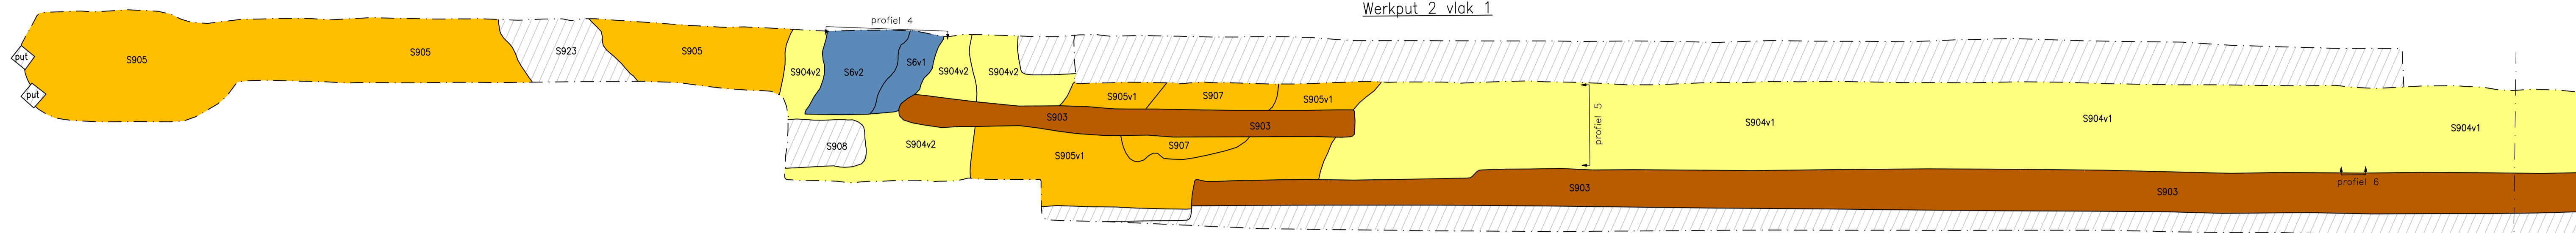 Werkput 2 vlak 1
profiel 4
put
put
S905
S905
S923
S905
S904v2
S6v2
S6v1
S904v2
S904v2
S905v1
S907
S905v1
S903
S903
S908
S904v2
S905v1
S907
profiel 5
S904v1
S904v1
S904v1
profiel 6
S903
S903